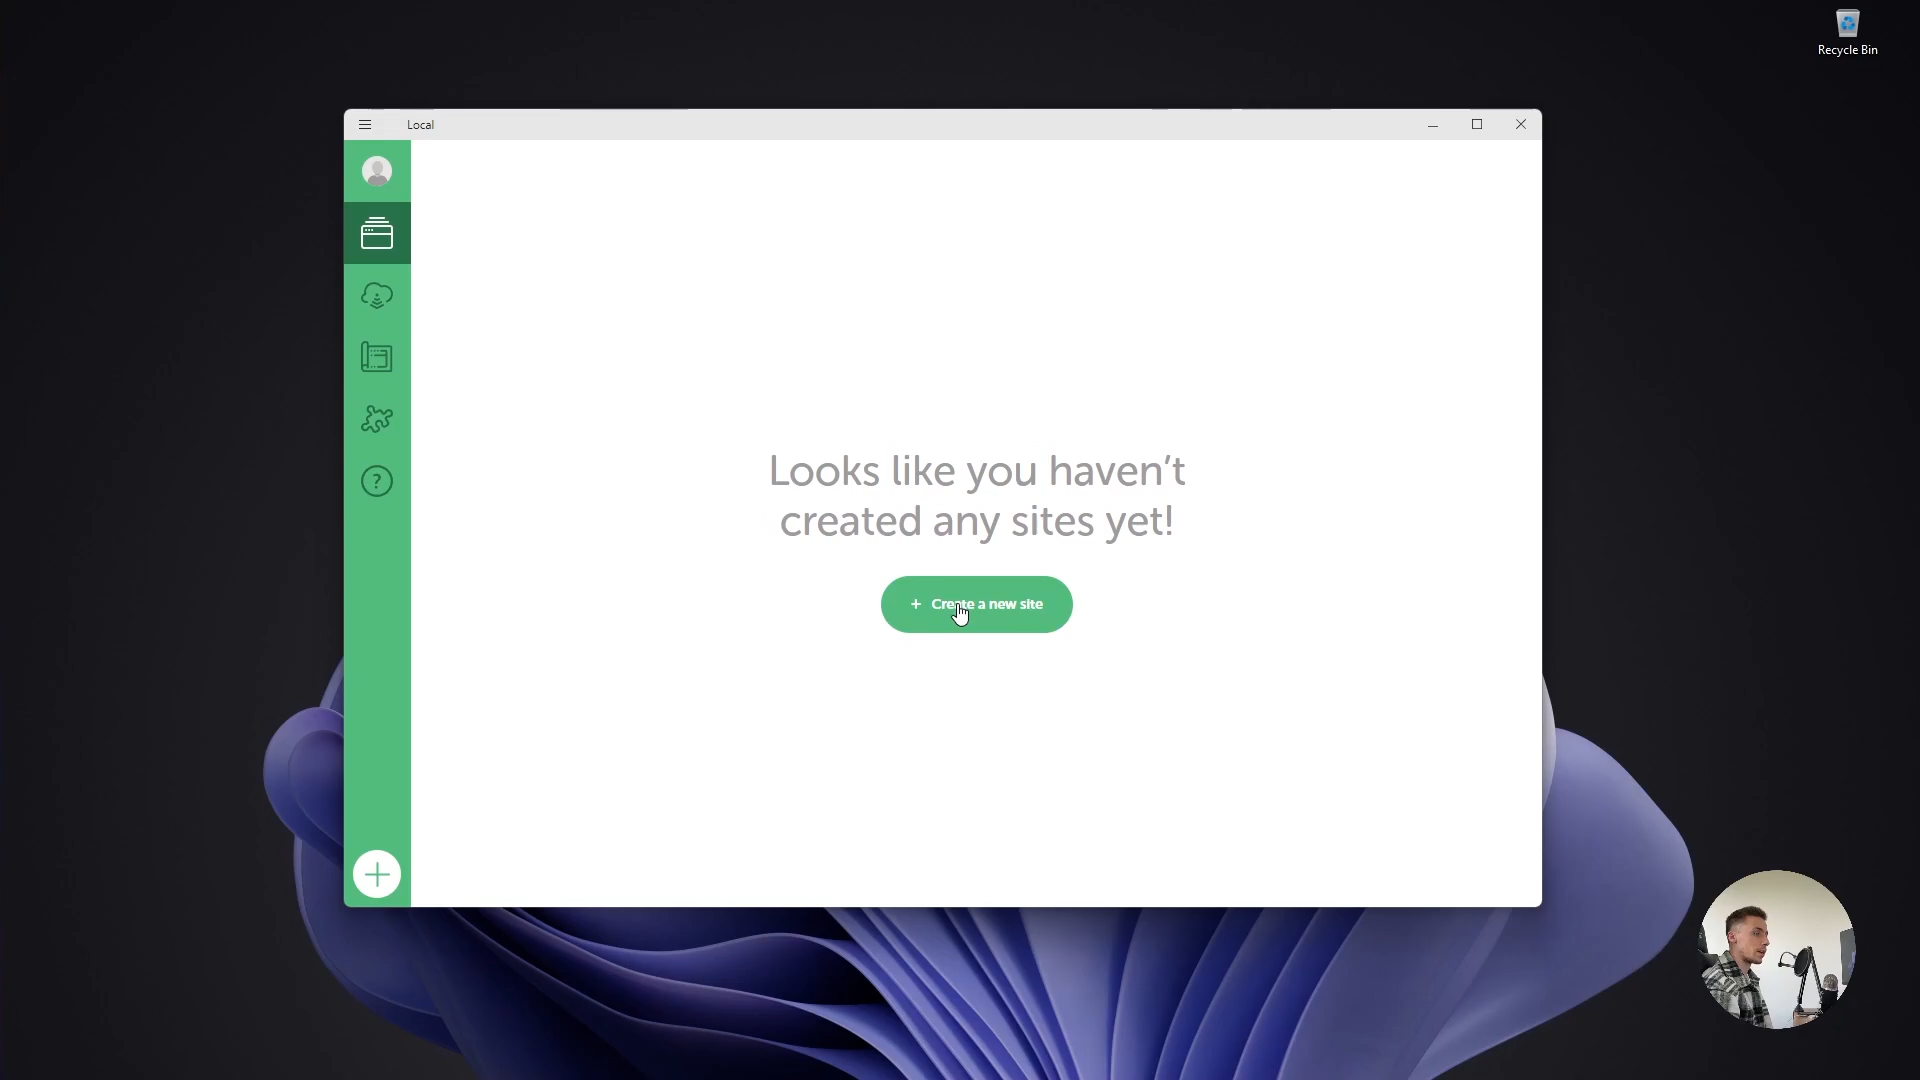 Recycle Bin
Local
Looks like you haven't
created any sites yet!
+ Create a new site
?